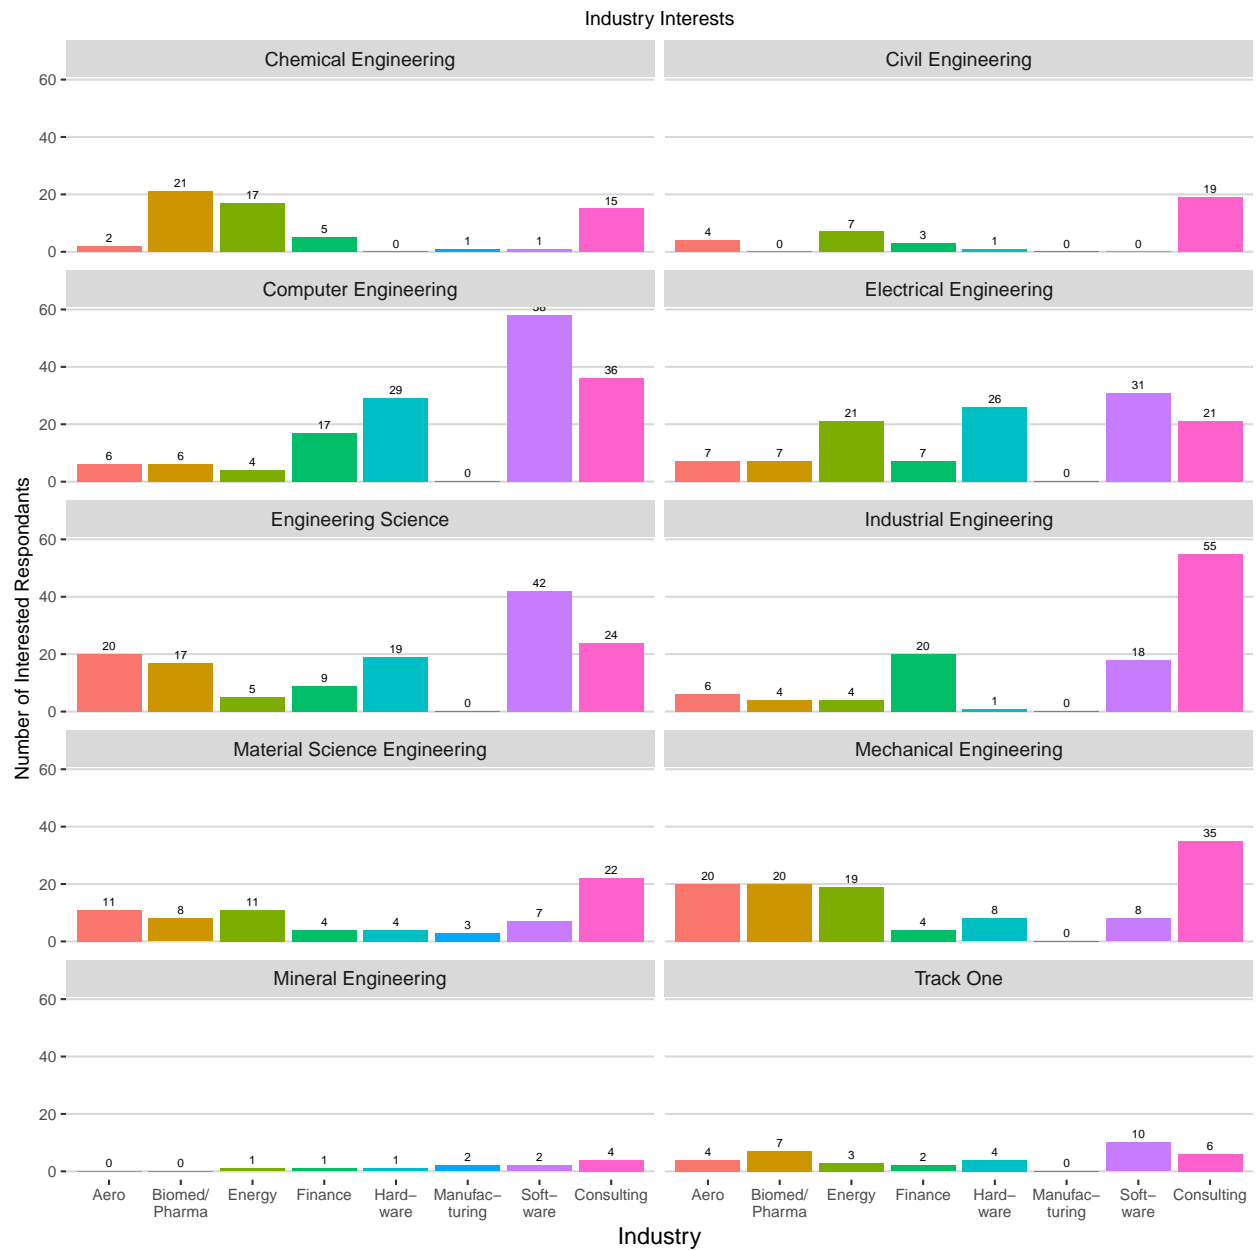 Industry Interests
Chemical Engineering
Civil Engineering
60
40
20
0
2
21
17
5
0
1
1
15
4
0
7
3
1
0
0
19
Computer Engineering
Electrical Engineering
60
40
20
0
6
6
4
17
29
0
58
36
7
7
21
7
26
0
31
21
Engineering Science
Industrial Engineering
60
40
20
0
20
17
5
9
19
0
42
24
6
4
4
20
1
0
18
55
Number of Interested Respondants
Material Science Engineering
Mechanical Engineering
60
40
20
0
11
8
11
4
4
3
7
22
20
20
19
4
8
0
8
35
Mineral Engineering
Track One
60
40
20
0
0
0
1
1
1
2
2
4
4
7
3
2
4
0
10
6
Aero
Biomed/
Pharma
Energy
Finance
Hard–
ware
Manufac–
turing
Soft–
ware
Consulting
Aero
Biomed/
Pharma
Energy
Finance
Hard–
ware
Manufac–
turing
Soft–
ware
Consulting
Industry